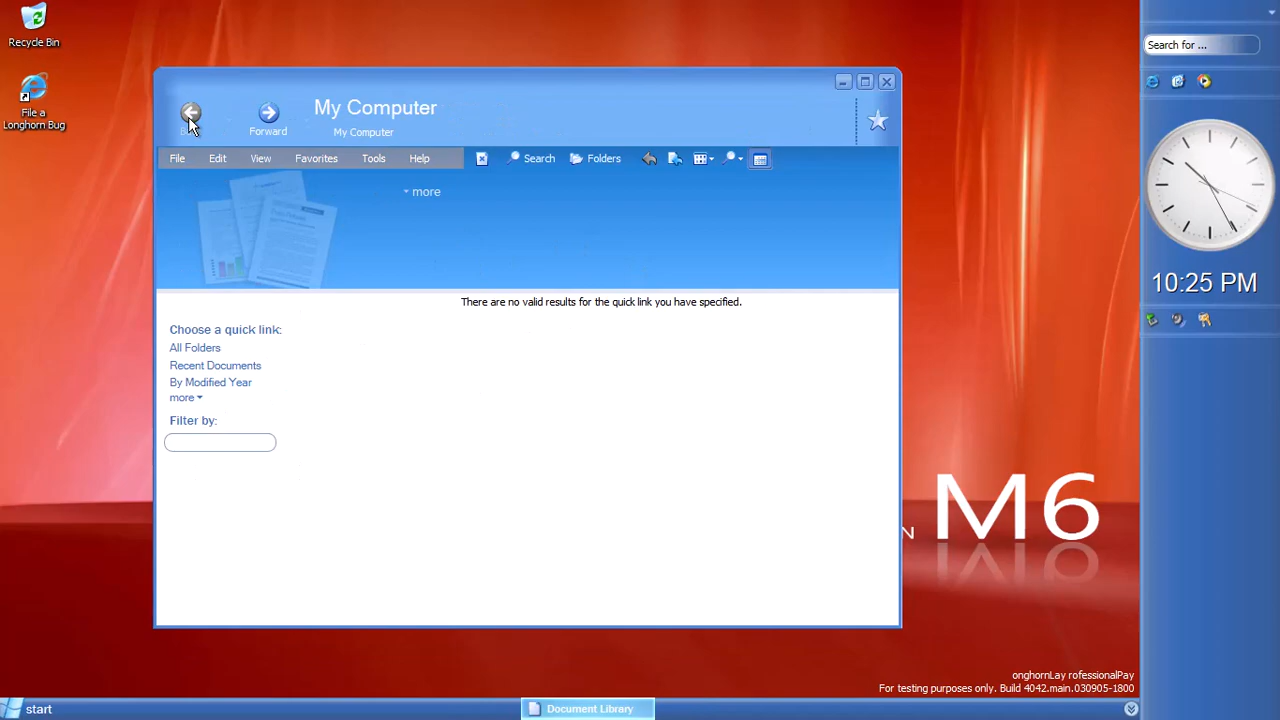 Recycle Bin
File a
Longhorn Bug
My Computer
Forward
My Computer
File Edit View Favorites Tools Help Search Folders
more
There are no valid results for the quick link you have specified.
Choose a quick link:
All Folders
Recent Documents
By Modified Year
more
Filter by:
N M6
onghornLay rofessionalPay
For testing purposes only. Build 4042.main.030905-1800
Search for ...
10:25 PM
start
Document Library